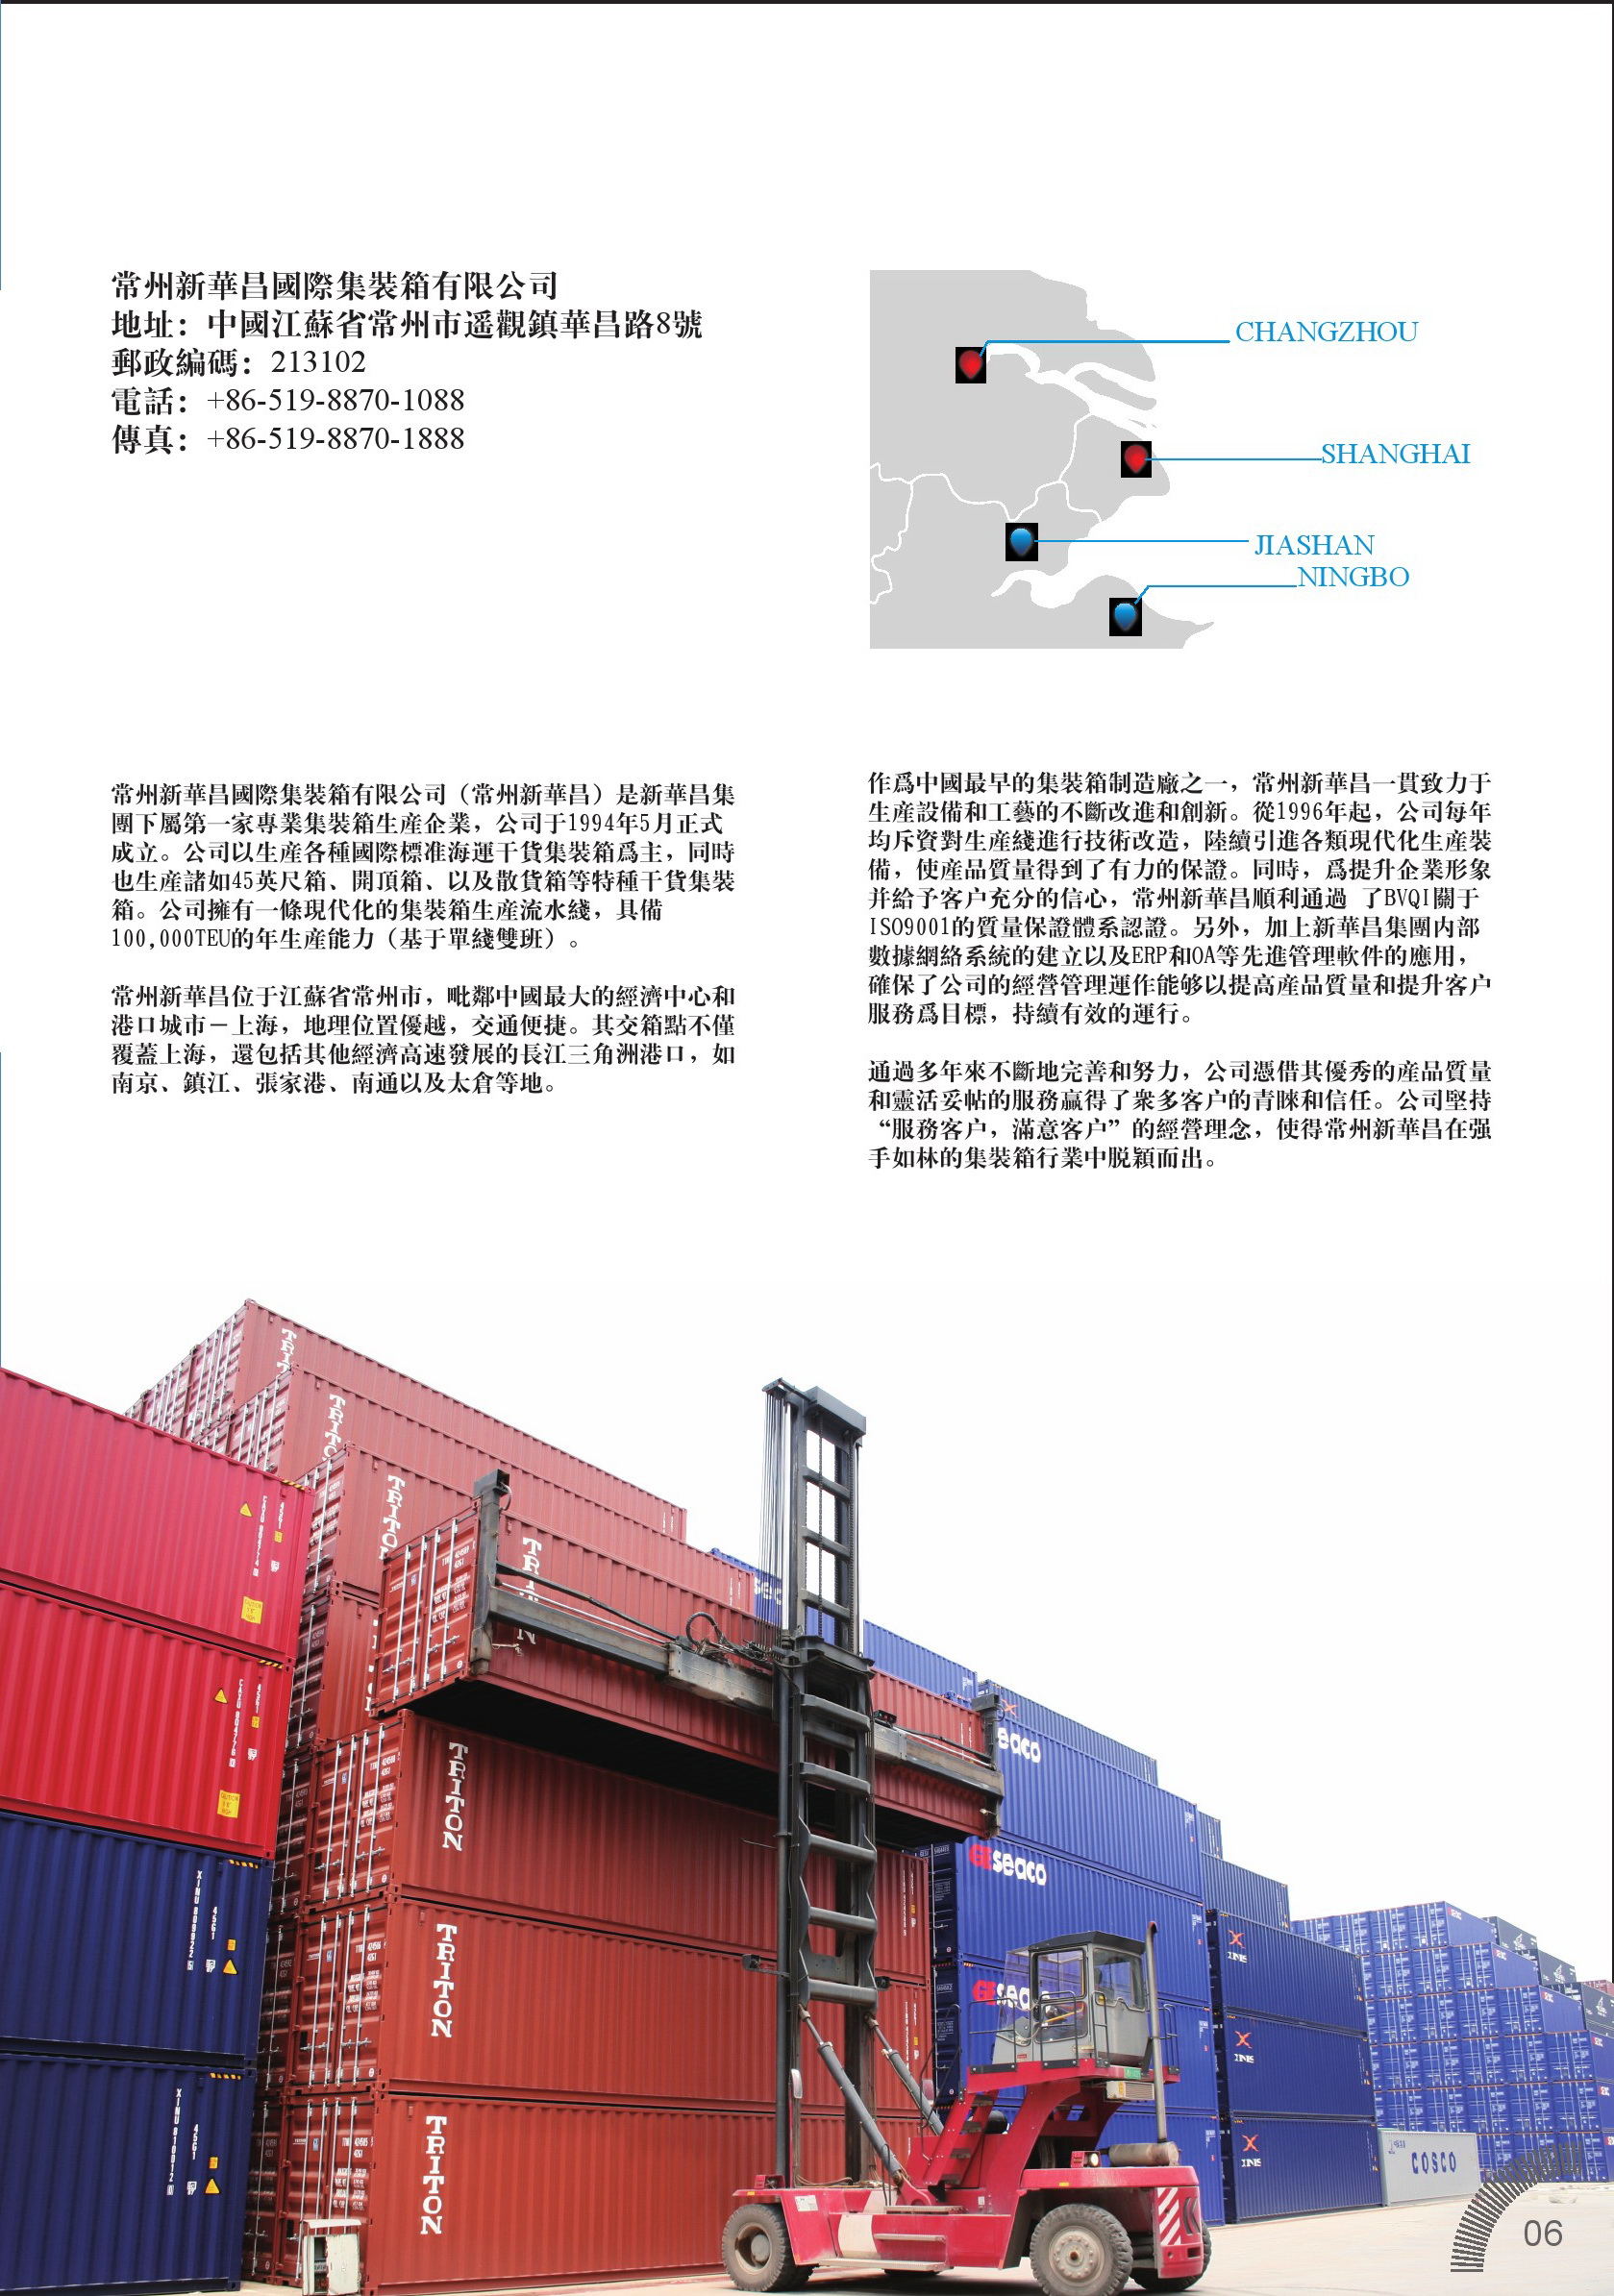 常州新華昌國際集裝箱有限公司
地址：中國江蘇省常州市遥觀鎮華昌路8號
郵政編碼：213102
電話：+86-519-8870-1088
傳真：+86-519-8870-1888
CHANGZHOU
SHANGHAI
JIASHAN
NINGBO
常州新華昌國際集裝箱有限公司（常州新華昌）是新華昌集
團下屬第一家專業集裝箱生産企業，公司于1994年5月正式
成立。公司以生産各種國際標准海運干貨集裝箱爲主，同時
也生産諸如45英尺箱、開頂箱、以及散貨箱等特種干貨集裝
箱。公司擁有一條現代化的集裝箱生産流水綫，具備
100,000TEU的年生産能力（基于單綫雙班）。
常州新華昌位于江蘇省常州市，毗鄰中國最大的經濟中心和
港口城市－上海，地理位置優越，交通便捷。其交箱點不僅
覆蓋上海，還包括其他經濟高速發展的長江三角洲港口，如
南京、鎮江、張家港、南通以及太倉等地。
作爲中國最早的集裝箱制造廠之一，常州新華昌一貫致力于
生産設備和工藝的不斷改進和創新。從1996年起，公司每年
均斥資對生産綫進行技術改造，陸續引進各類現代化生産裝
備，使産品質量得到了有力的保證。同時，爲提升企業形象
并給予客户充分的信心，常州新華昌順利通過 了BVQI關于
ISO9001的質量保證體系認證。另外，加上新華昌集團内部
數據網絡系統的建立以及ERP和OA等先進管理軟件的應用，
確保了公司的經營管理運作能够以提高産品質量和提升客户
服務爲目標，持續有效的運行。
通過多年來不斷地完善和努力，公司憑借其優秀的産品質量
和靈活妥帖的服務贏得了衆多客户的青睞和信任。公司堅持
“服務客户，滿意客户”的經營理念，使得常州新華昌在强
手如林的集裝箱行業中脱穎而出。
TRITON
TRITON
TRITON
TRITON
eaco
GEseaco
GEseaco
COSCO
06